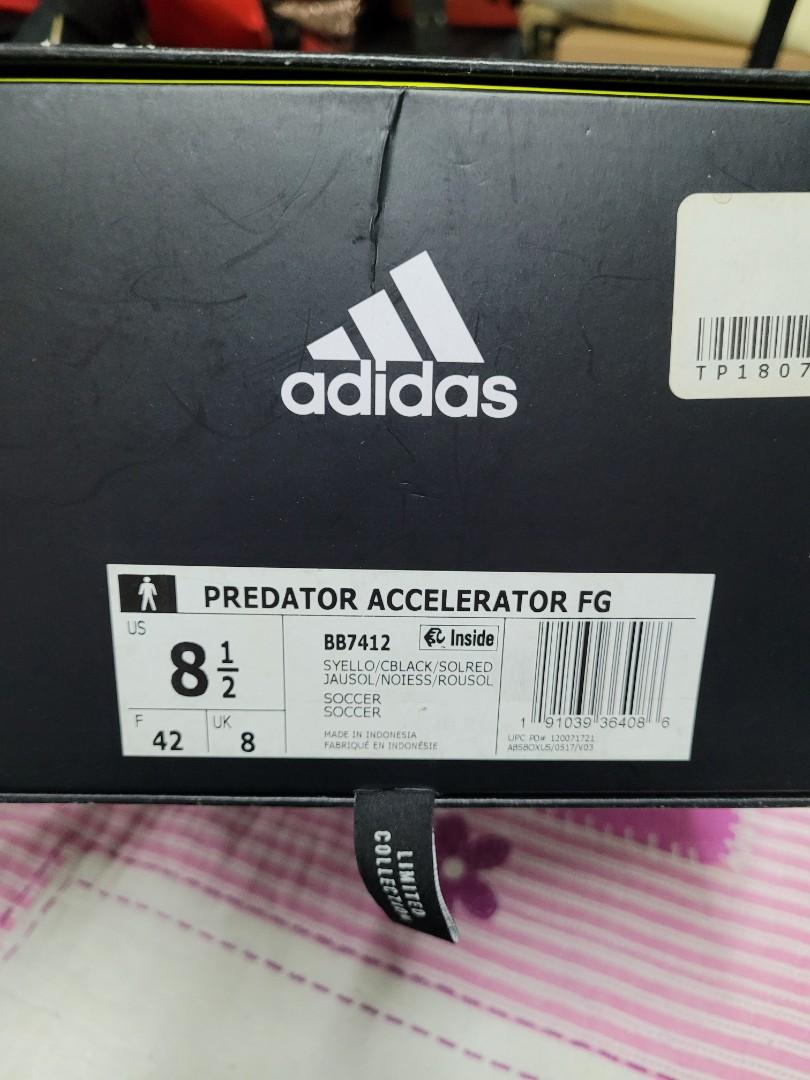 adidas
TP1807
PREDATOR ACCELERATOR FG
US
8 1/2
F
42
UK
8
BB7412
Inside
SYELLO/CBLACK/SOLRED
JAUSOL/NOIESS/ROUSOL
SOCCER
SOCCER
MADE IN INDONESIA
FABRIQUÉ EN INDONÉSIE
1 91039 36408 6
UPC PO# 120071721
ABSBOXUS/0517/V03
LIMITED
COLLECTION